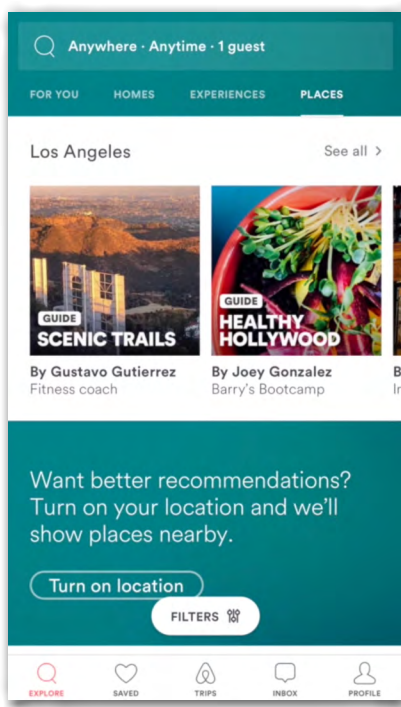 Anywhere · Anytime · 1 guest
FOR YOU HOMES EXPERIENCES PLACES
Los Angeles See all >
GUIDE
SCENIC TRAILS
GUIDE
HEALTHY
HOLLYWOOD
By Gustavo Gutierrez
Fitness coach
By Joey Gonzalez
Barry's Bootcamp
Want better recommendations?
Turn on your location and we'll
show places nearby.
Turn on location
FILTERS
EXPLORE SAVED TRIPS INBOX PROFILE